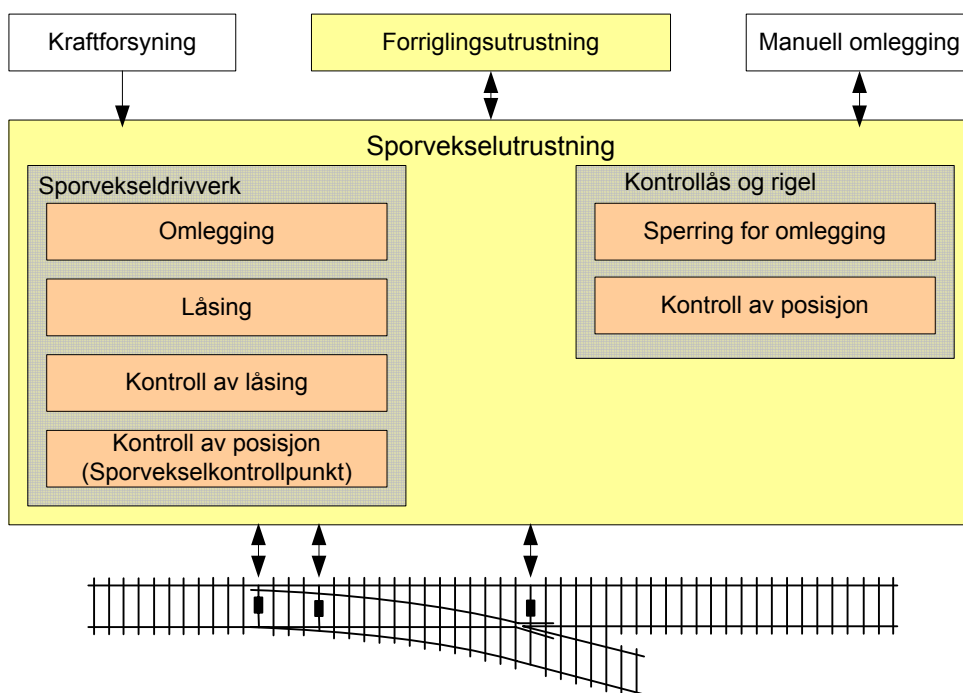 Kraftforsyning
Forriglingsutrustning
Manuell omlegging
Sporvekselutrustning
Sporvekseldrivverk
Omlegging
Låsing
Kontroll av låsing
Kontroll av posisjon
(Sporvekselkontrollpunkt)
Kontrollås og rigel
Sperring for omlegging
Kontroll av posisjon